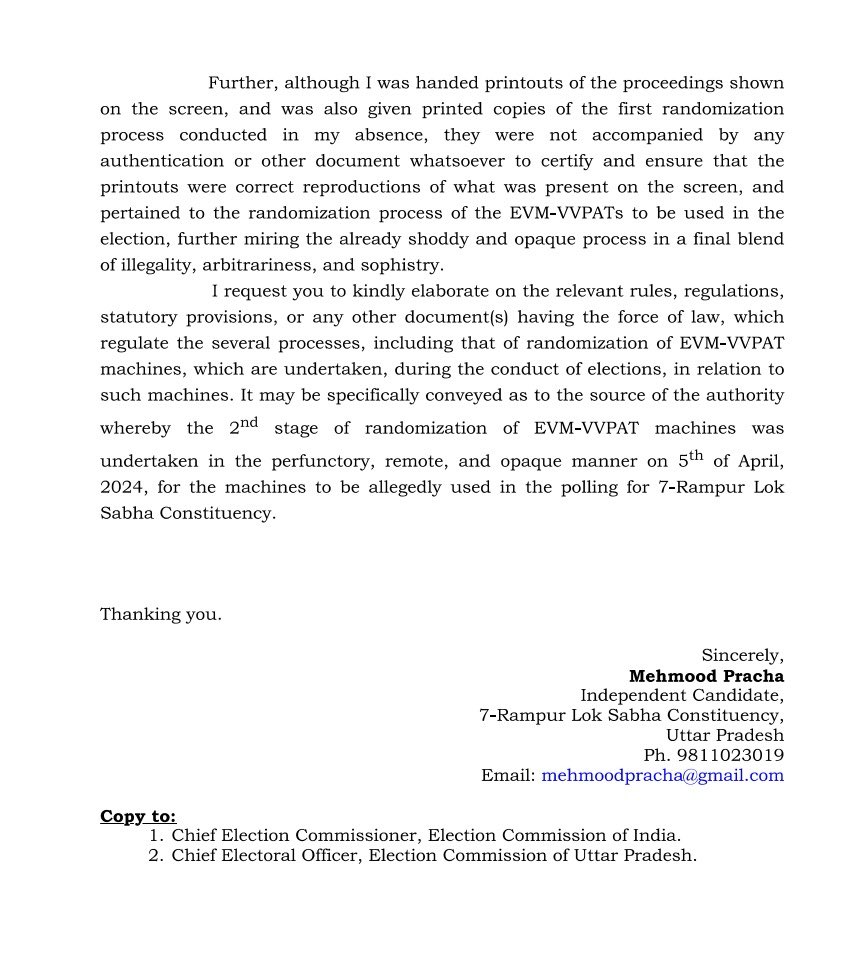 Further, although I was handed printouts of the proceedings shown
on the screen, and was also given printed copies of the first randomization
process conducted in my absence, they were not accompanied by any
authentication or other document whatsoever to certify and ensure that the
printouts were correct reproductions of what was present on the screen, and
pertained to the randomization process of the EVM-VVPATs to be used in the
election, further miring the already shoddy and opaque process in a final blend
of illegality, arbitrariness, and sophistry.
I request you to kindly elaborate on the relevant rules, regulations,
statutory provisions, or any other document(s) having the force of law, which
regulate the several processes, including that of randomization of EVM-VVPAT
machines, which are undertaken, during the conduct of elections, in relation to
such machines. It may be specifically conveyed as to the source of the authority
whereby the 2nd stage of randomization of EVM-VVPAT machines was
undertaken in the perfunctory, remote, and opaque manner on 5th of April,
2024, for the machines to be allegedly used in the polling for 7-Rampur Lok
Sabha Constituency.
Thanking you.
Sincerely,
Mehmood Pracha
Independent Candidate,
7-Rampur Lok Sabha Constituency,
Uttar Pradesh
Ph. 9811023019
Email: mehmoodpracha@gmail.com
Copy to:
1. Chief Election Commissioner, Election Commission of India.
2. Chief Electoral Officer, Election Commission of Uttar Pradesh.